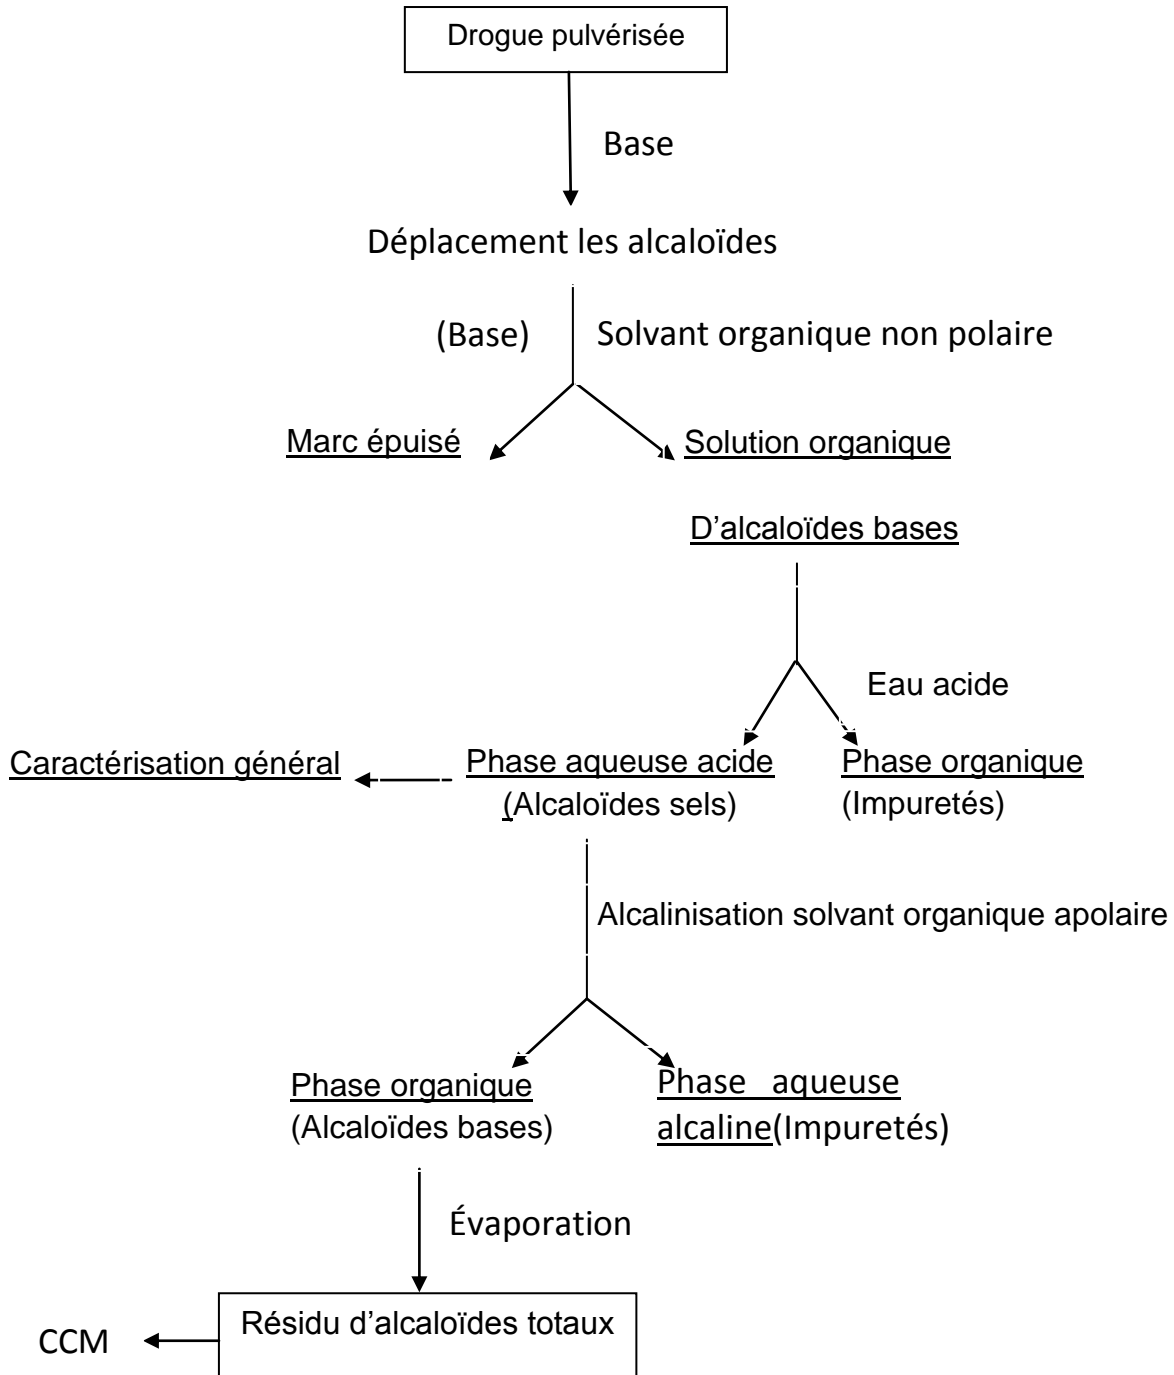 Drogue pulvérisée
Base
Déplacement les alcaloïdes
(Base) Solvant organique non polaire
Marc épuisé Solution organique
D’alcaloïdes bases
Eau acide
Caractérisation général Phase aqueuse acide Phase organique
(Alcaloïdes sels) (Impuretés)
Alcalinisation solvant organique apolaire
Phase organique Phase aqueuse
(Alcaloïdes bases) alcaline(Impuretés)
Évaporation
Résidu d’alcaloïdes totaux
CCM